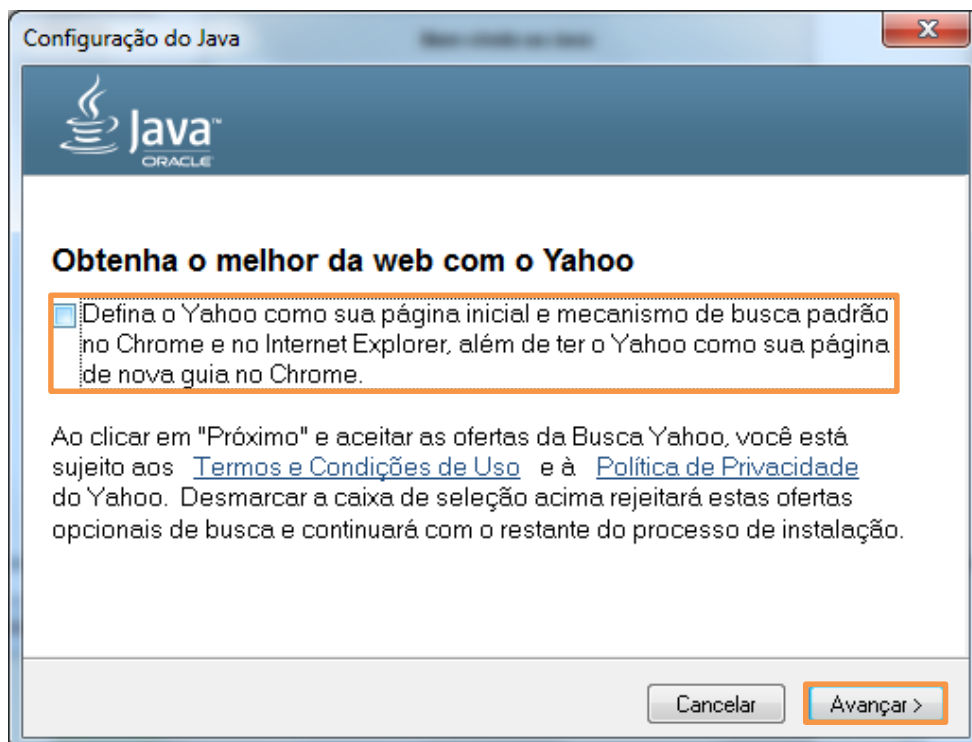 Configuração do Java
Java™
ORACLE
Obtenha o melhor da web com o Yahoo
Defina o Yahoo como sua página inicial e mecanismo de busca padrão
no Chrome e no Internet Explorer, além de ter o Yahoo como sua página
de nova guia no Chrome.
Ao clicar em "Próximo" e aceitar as ofertas da Busca Yahoo, você está
sujeito aos Termos e Condições de Uso e à Política de Privacidade
do Yahoo. Desmarcar a caixa de seleção acima rejeitará estas ofertas
opcionais de busca e continuará com o restante do processo de instalação.
Cancelar
Avançar >